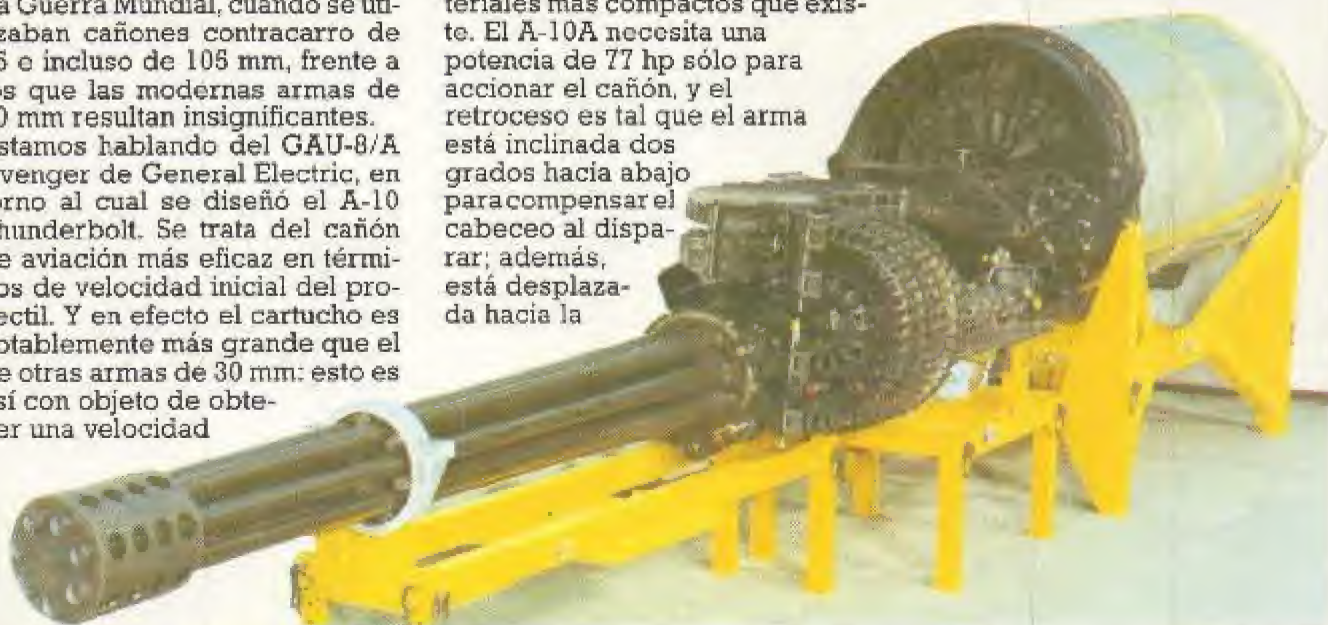 a Guerra Mundial, cuando se uti-
zaban cañones contracarro de
6 e incluso de 105 mm, frente a
os que las modernas armas de
0 mm resultan insignificantes.
stamos hablando del GAU-8/A
venger de General Electric, en
orno al cual se diseñó el A-10
hunderbolt. Se trata del cañón
e aviación más eficaz en térmi-
os de velocidad inicial del pro-
ectil. Y en efecto el cartucho es
otablemente más grande que el
e otras armas de 30 mm: esto es
sí con objeto de obte-
er una velocidad
teriales más compactos que exis-
te. El A-10A necesita una
potencia de 77 hp sólo para
accionar el cañón, y el
retroceso es tal que el arma
está inclinada dos
grados hacia abajo
para compensar el
cabeceo al dispa-
rar; además,
está desplaza-
da hacia la